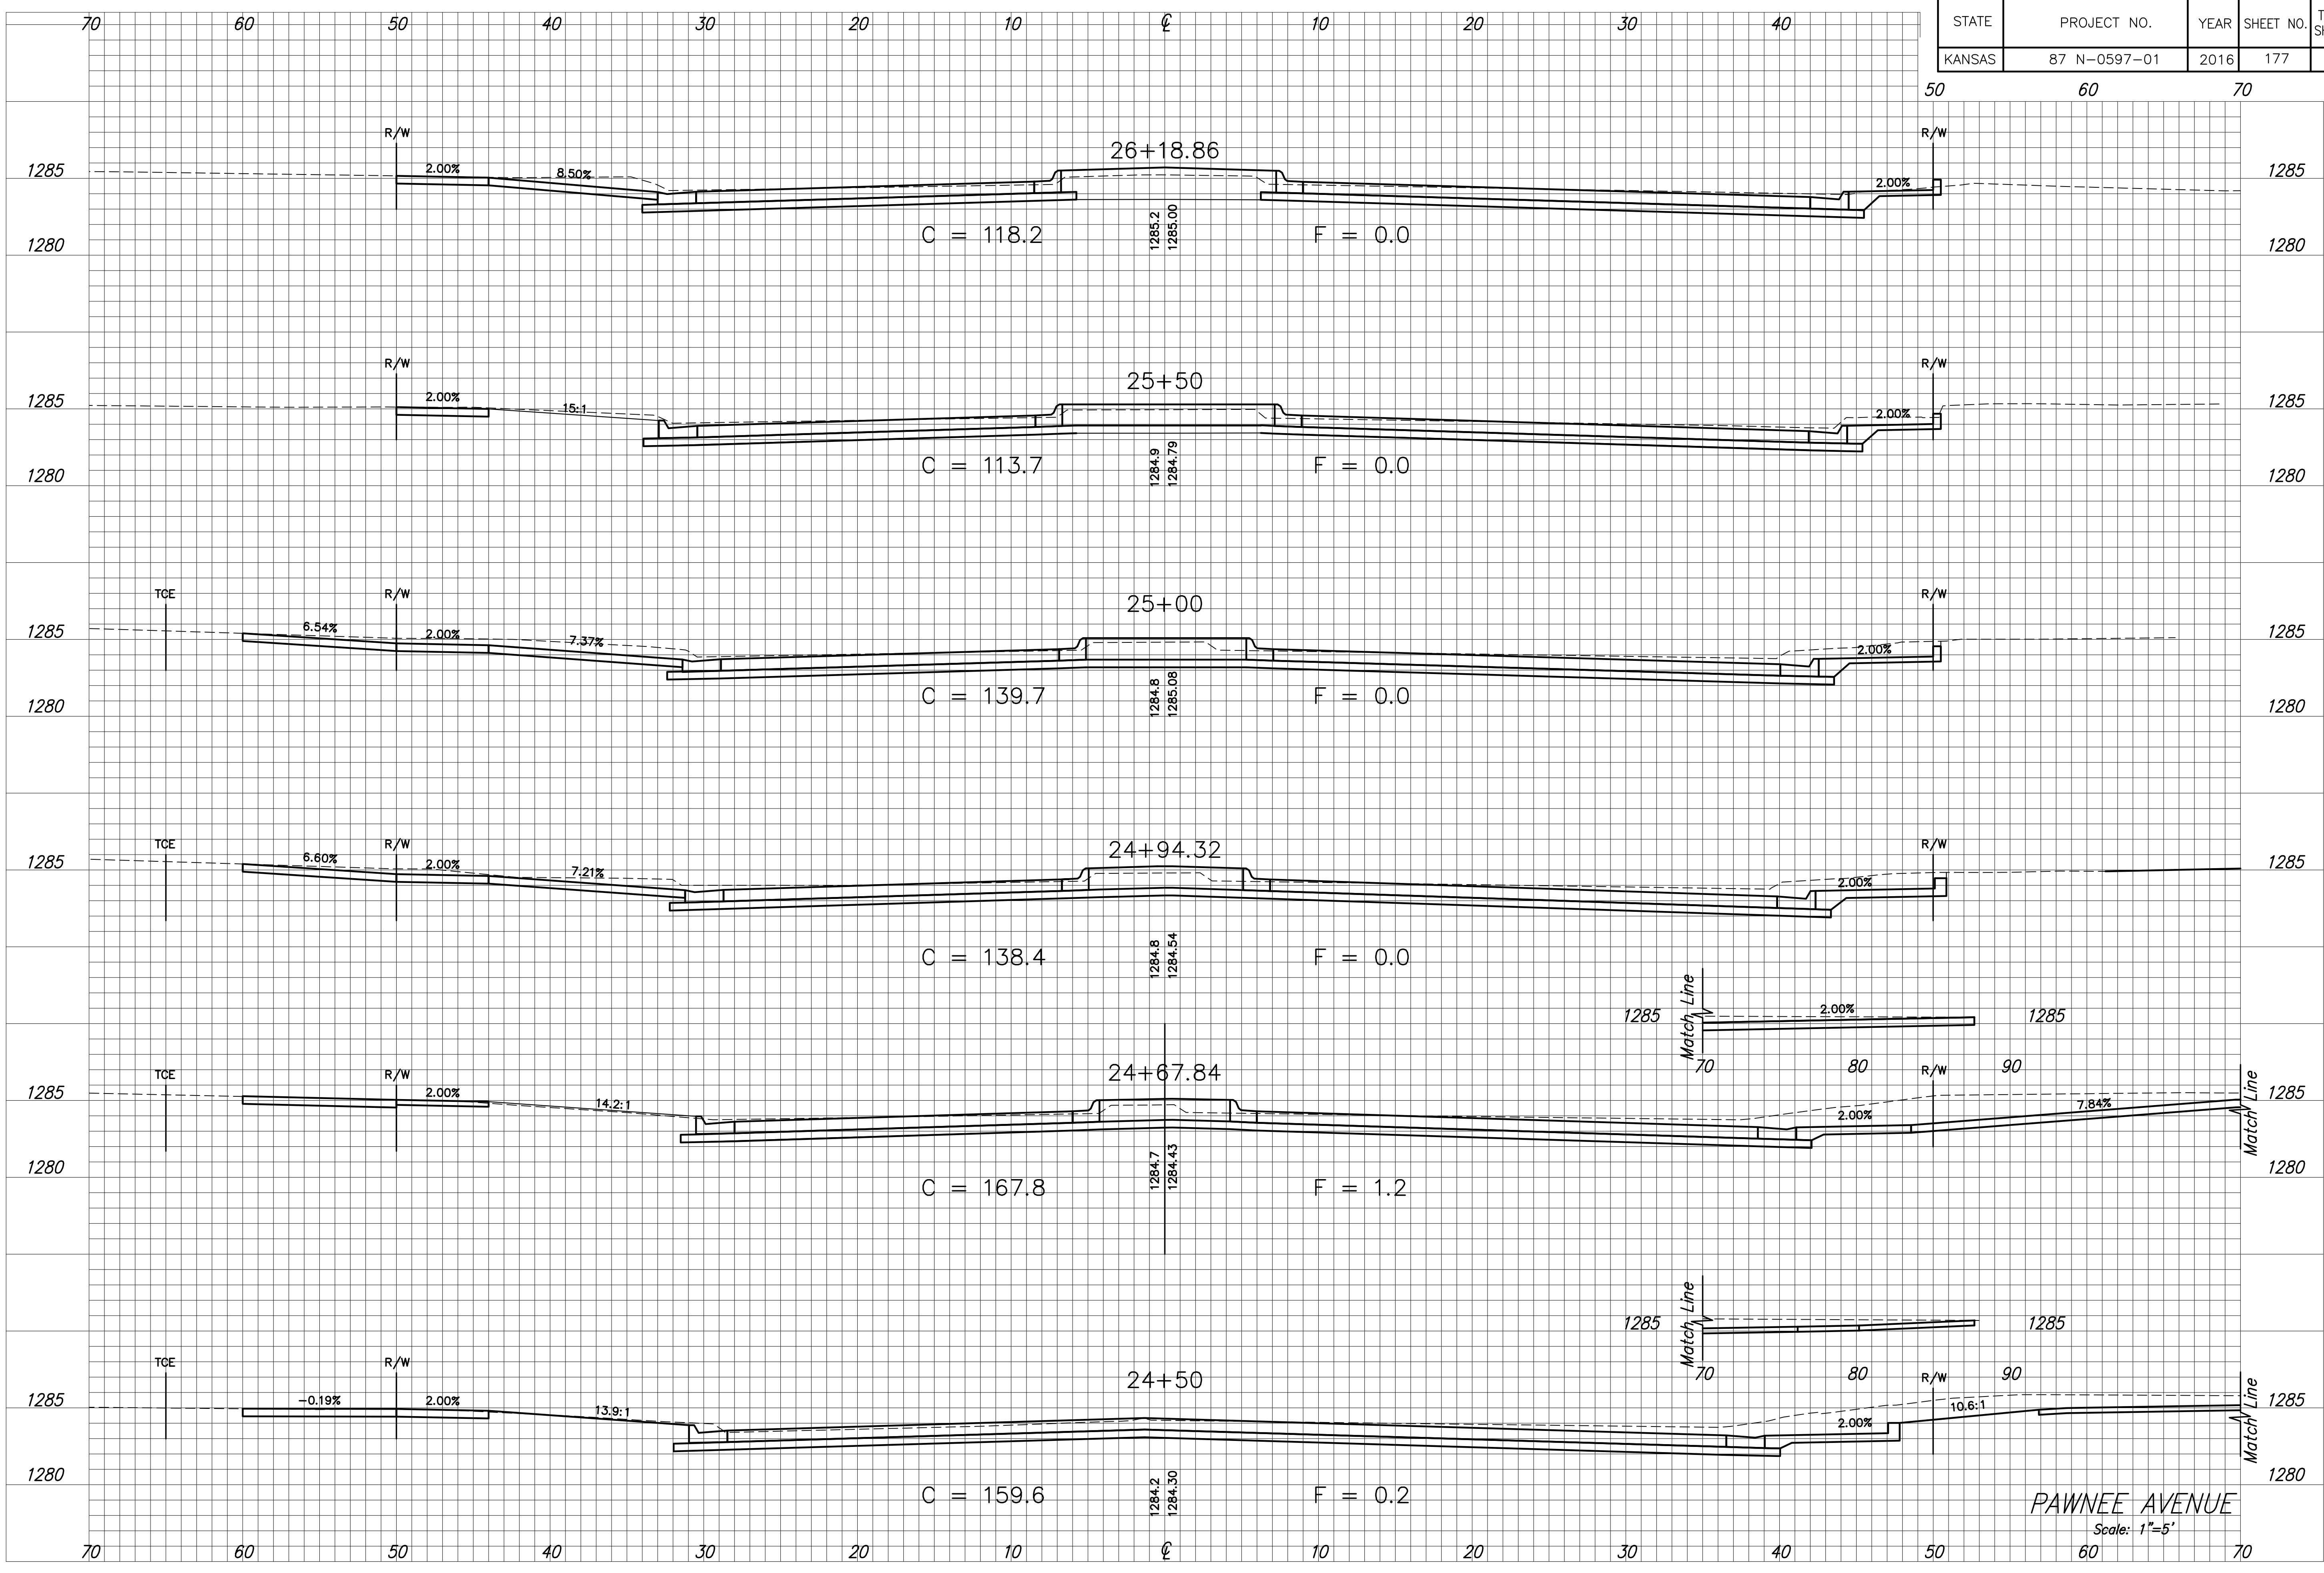 70 60 50 40 30 20 10 ℄ 10 20 30 40
STATE PROJECT NO. YEAR SHEET NO.
KANSAS 87 N-0597-01 2016 177
50 60 70
R/W R/W
26+18.86
1285 2.00% 8.50% 2.00% 1285
1285.2
1285.00
1280 C = 118.2 F = 0.0 1280
R/W R/W
25+50
1285 2.00% 15:1 2.00% 1285
1284.9
1284.79
1280 C = 113.7 F = 0.0 1280
TCE R/W R/W
25+00
1285 6.54% 2.00% 7.37% 2.00% 1285
1284.8
1285.08
1280 C = 139.7 F = 0.0 1280
TCE R/W R/W
24+94.32
1285 6.60% 2.00% 7.21% 2.00% 1285
1284.8
1284.54
C = 138.4 F = 0.0
Match Line
1285 2.00% 1285
70 80 90
TCE R/W R/W
24+67.84
1285 2.00% 14.2:1 2.00% 7.84% 1285
Match Line
1284.7
1284.43
1280 1280
C = 167.8 F = 1.2
Match Line
1285 1285
70 80 90
TCE R/W R/W
24+50
1285 -0.19% 2.00% 13.9:1 2.00% 10.6:1 1285
Match Line
1284.2
1284.30
1280 1280
C = 159.6 F = 0.2
PAWNEE AVENUE
Scale: 1"=5'
70 60 50 40 30 20 10 ℄ 10 20 30 40 50 60 70